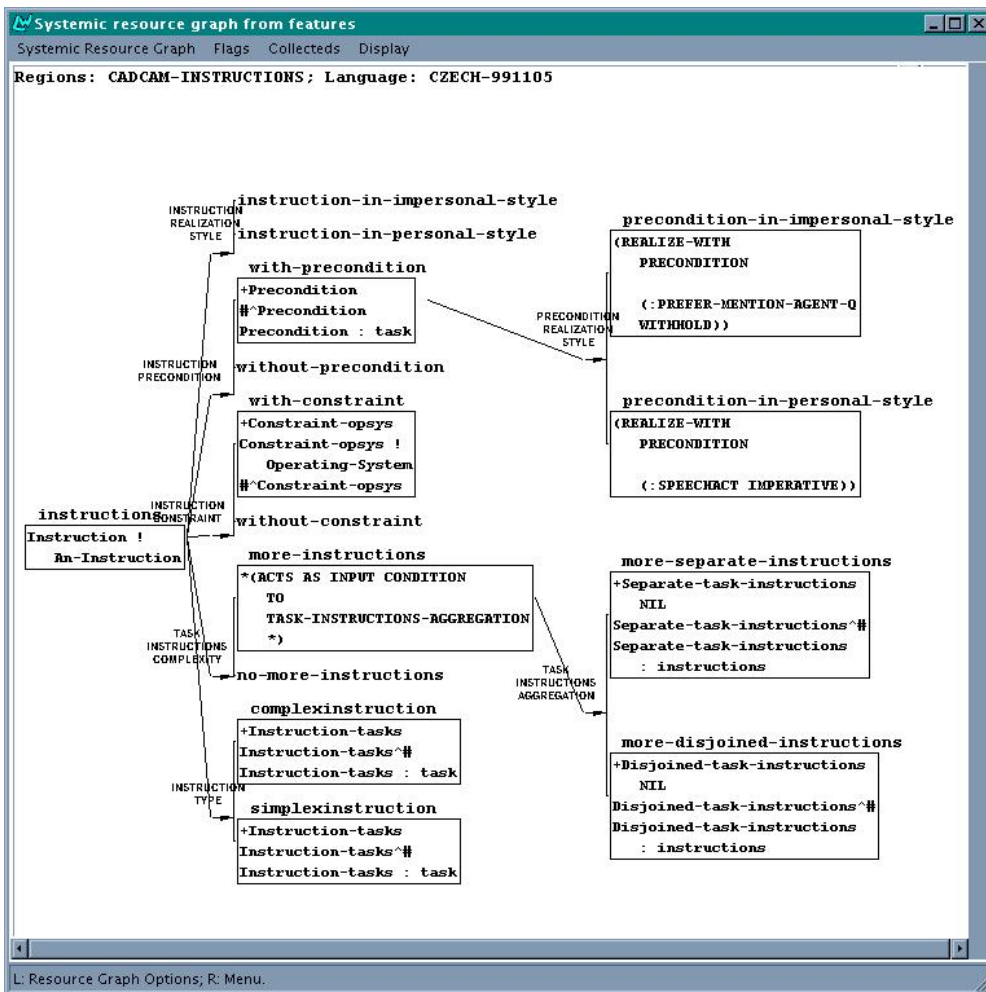 Systemic resource graph from features
Systemic Resource Graph Flags Collecteds Display
Regions: CADCAM-INSTRUCTIONS; Language: CZECH-991105
instructions
Instruction !
An-Instruction
INSTRUCTION
REALIZATION
STYLE
instruction-in-impersonal-style
instruction-in-personal-style
INSTRUCTION
PRECONDITION
with-precondition
+Precondition
#^Precondition
Precondition : task
without-precondition
INSTRUCTION
CONSTRAINT
with-constraint
+Constraint-opsys
Constraint-opsys !
Operating-System
#^Constraint-opsys
without-constraint
TASK
INSTRUCTIONS
COMPLEXITY
more-instructions
*(ACTS AS INPUT CONDITION
TO
TASK-INSTRUCTIONS-AGGREGATION
*)
no-more-instructions
INSTRUCTION
TYPE
complexinstruction
+Instruction-tasks
Instruction-tasks^#
Instruction-tasks : task
simplexinstruction
+Instruction-tasks
Instruction-tasks^#
Instruction-tasks : task
PRECONDITION
REALIZATION
STYLE
precondition-in-impersonal-style
(REALIZE-WITH
PRECONDITION
(:PREFER-MENTION-AGENT-Q
WITHHOLD))
precondition-in-personal-style
(REALIZE-WITH
PRECONDITION
(:SPEECHACT IMPERATIVE))
TASK
INSTRUCTIONS
AGGREGATION
more-separate-instructions
+Separate-task-instructions
NIL
Separate-task-instructions^#
Separate-task-instructions
: instructions
more-disjoined-instructions
+Disjoined-task-instructions
NIL
Disjoined-task-instructions^#
Disjoined-task-instructions
: instructions
L: Resource Graph Options; R: Menu.